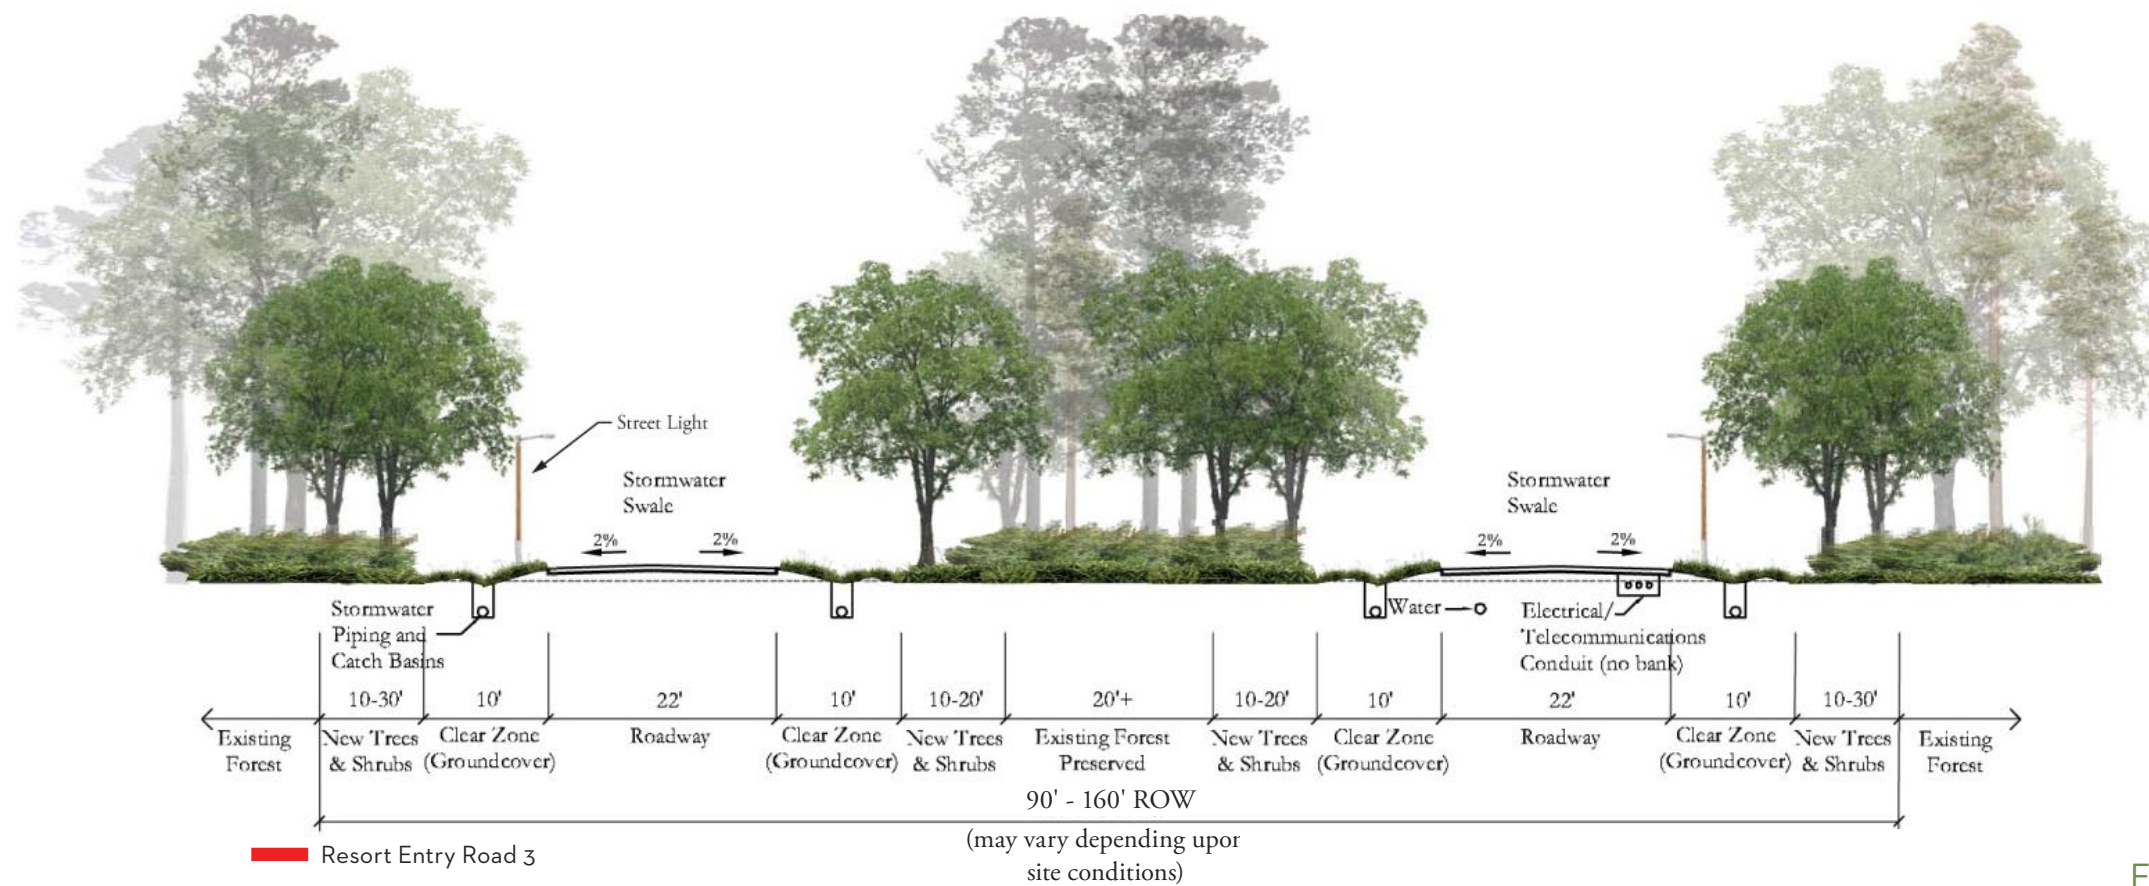 Street Light
Stormwater
Swale
Stormwater
Swale
2%
2%
2%
2%
Stormwater
Piping and
Catch Basins
Water
Electrical/
Telecommunications
Conduit (no bank)
10-30'
10'
22'
10'
10-20'
20'+
10-20'
10'
22'
10'
10-30'
Existing
Forest
New Trees
& Shrubs
Clear Zone
(Groundcover)
Roadway
Clear Zone
(Groundcover)
New Trees
& Shrubs
Existing Forest
Preserved
New Trees
& Shrubs
Clear Zone
(Groundcover)
Roadway
Clear Zone
(Groundcover)
New Trees
& Shrubs
Existing
Forest
90' - 160' ROW
(may vary depending upon
site conditions)
Resort Entry Road 3